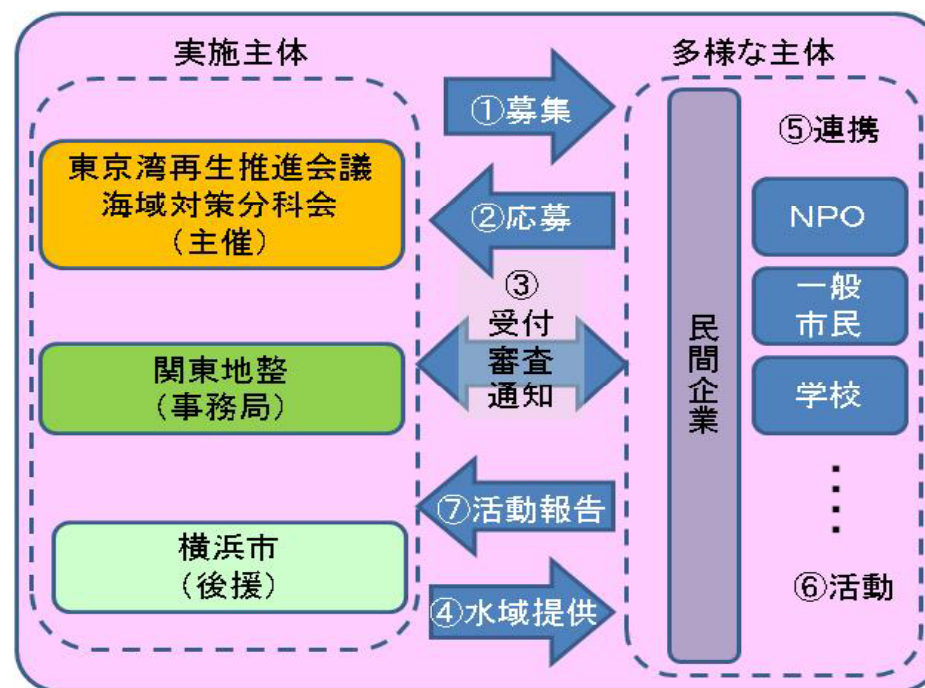 実施主体
東京湾再生推進会議
海域対策分科会
（主催）
関東地整
（事務局）
横浜市
（後援）
①募集
②応募
③
受付
審査
通知
⑦活動報告
④水域提供
多様な主体
民間企業
⑤連携
NPO
一般
市民
学校
⑥活動